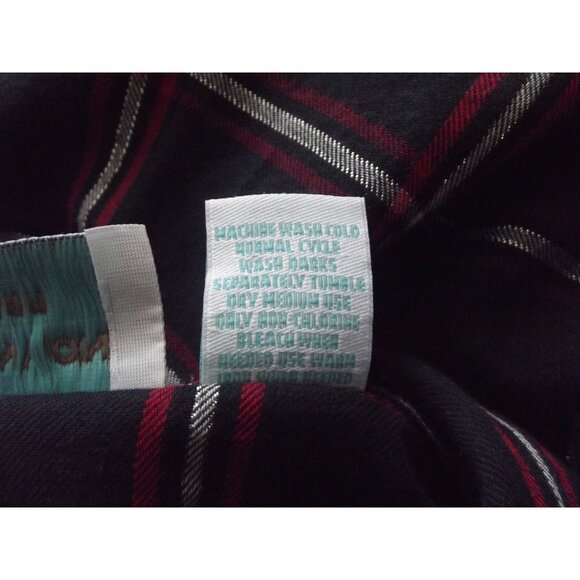 MACHINE WASH COLD
NORMAL CYCLE
WASH DARKS
SEPARATELY TUMBLE
DRY MEDIUM USE
ONLY NON-CHLORINE
BLEACH WHEN
NEEDED USE WARM